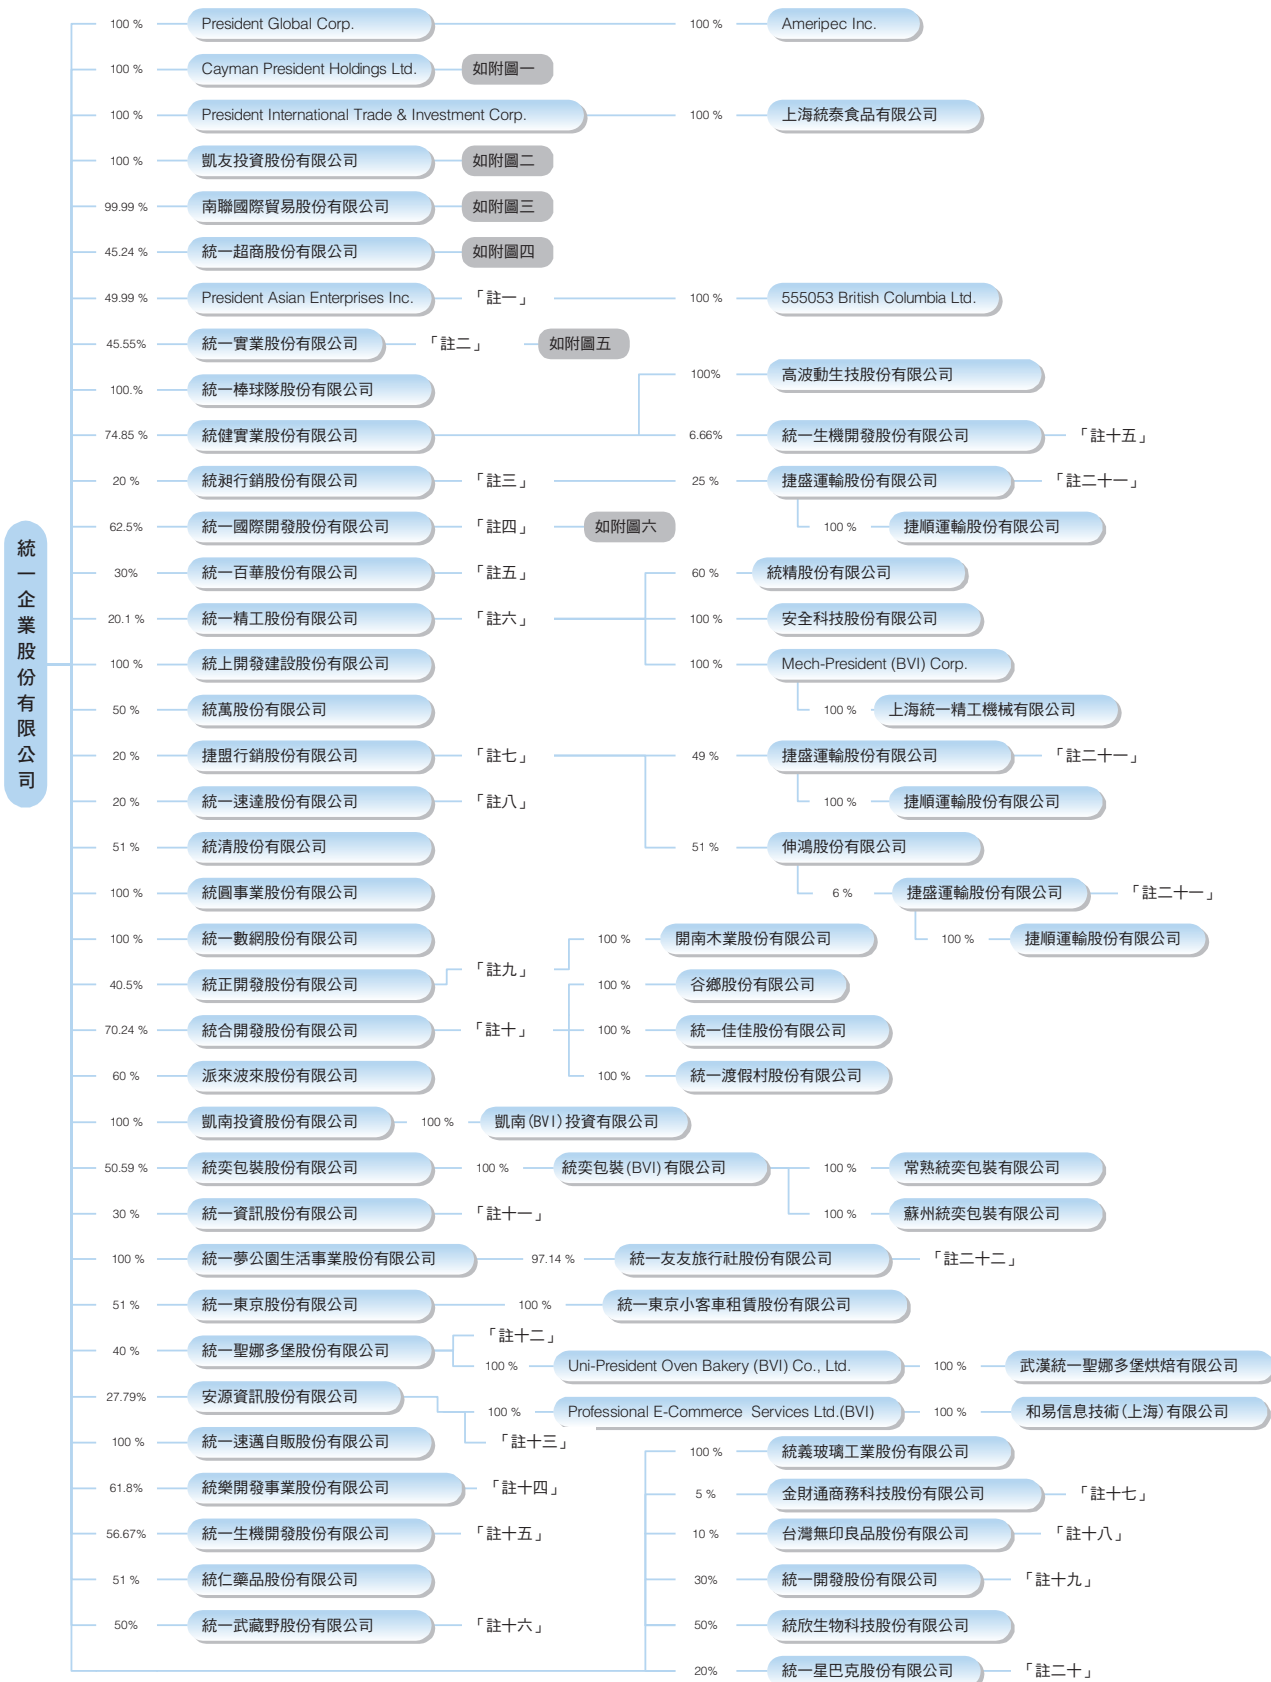 統一企業股份有限公司
100 % President Global Corp. 100 % Ameripec Inc.
100 % Cayman President Holdings Ltd. 如附圖一
100 % President International Trade & Investment Corp. 100 % 上海統泰食品有限公司
100 % 凱友投資股份有限公司 如附圖二
99.99 % 南聯國際貿易股份有限公司 如附圖三
45.24 % 統一超商股份有限公司 如附圖四
49.99 % President Asian Enterprises Inc. 「註一」 100 % 555053 British Columbia Ltd.
45.55% 統一實業股份有限公司 「註二」 如附圖五
100% 高波動生技股份有限公司
100.% 統一棒球隊股份有限公司
74.85 % 統健實業股份有限公司 6.66% 統一生機開發股份有限公司 「註十五」
20 % 統昶行銷股份有限公司 「註三」 25 % 捷盛運輸股份有限公司 「註二十一」
62.5% 統一國際開發股份有限公司 「註四」 如附圖六 100 % 捷順運輸股份有限公司
30% 統一百華股份有限公司 「註五」 60 % 統精股份有限公司
20.1 % 統一精工股份有限公司 「註六」 100 % 安全科技股份有限公司
100 % 統上開發建設股份有限公司 100 % Mech-President (BVI) Corp.
50 % 統萬股份有限公司 100 % 上海統一精工機械有限公司
20 % 捷盟行銷股份有限公司 「註七」 49 % 捷盛運輸股份有限公司 「註二十一」
20 % 統一速達股份有限公司 「註八」 100 % 捷順運輸股份有限公司
51 % 統清股份有限公司 51 % 伸鴻股份有限公司
100 % 統圓事業股份有限公司 6 % 捷盛運輸股份有限公司 「註二十一」
100 % 統一數網股份有限公司 100 % 開南木業股份有限公司 100 % 捷順運輸股份有限公司
「註九」
40.5% 統正開發股份有限公司 100 % 谷鄉股份有限公司
70.24 % 統合開發股份有限公司 「註十」 100 % 統一佳佳股份有限公司
60 % 派來波來股份有限公司 100 % 統一渡假村股份有限公司
100 % 凱南投資股份有限公司 100 % 凱南(BVI)投資有限公司
50.59 % 統奕包裝股份有限公司 100 % 統奕包裝(BVI)有限公司 100 % 常熟統奕包裝有限公司
30 % 統一資訊股份有限公司 「註十一」 100 % 蘇州統奕包裝有限公司
100 % 統一夢公園生活事業股份有限公司 97.14 % 統一友友旅行社股份有限公司 「註二十二」
51 % 統一東京股份有限公司 100 % 統一東京小客車租賃股份有限公司
「註十二」
40 % 統一聖娜多堡股份有限公司 100 % Uni-President Oven Bakery (BVI) Co., Ltd. 100 % 武漢統一聖娜多堡烘焙有限公司
27.79% 安源資訊股份有限公司 100 % Professional E-Commerce Services Ltd.(BVI) 100 % 和易信息技術(上海)有限公司
100 % 統一速邁自販股份有限公司 「註十三」 100 % 統義玻璃工業股份有限公司
61.8% 統樂開發事業股份有限公司 「註十四」 5 % 金財通商務科技股份有限公司 「註十七」
56.67% 統一生機開發股份有限公司 「註十五」 10 % 台灣無印良品股份有限公司 「註十八」
51 % 統仁藥品股份有限公司 30% 統一開發股份有限公司 「註十九」
50% 統一武藏野股份有限公司 「註十六」 50% 統欣生物科技股份有限公司
20% 統一星巴克股份有限公司 「註二十」